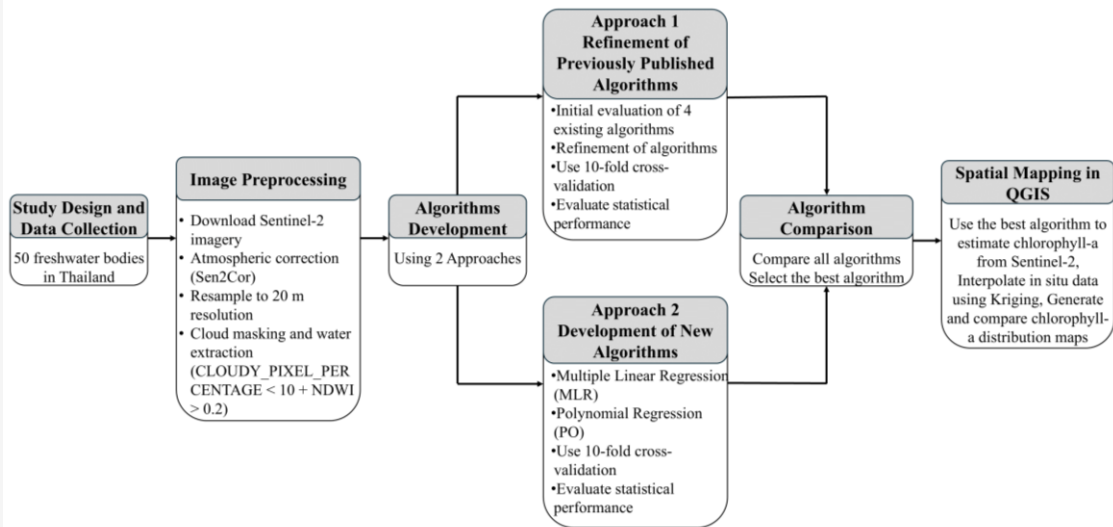 Study Design and
Data Collection
50 freshwater bodies
in Thailand
Image Preprocessing
• Download Sentinel-2
imagery
• Atmospheric correction
(Sen2Cor)
• Resample to 20 m
resolution
• Cloud masking and water
extraction
(CLOUDY_PIXEL_PER
CENTAGE < 10 + NDWI
> 0.2)
Algorithms
Development
Using 2 Approaches
Approach 1
Refinement of
Previously Published
Algorithms
•Initial evaluation of 4
existing algorithms
•Refinement of algorithms
•Use 10-fold cross-
validation
•Evaluate statistical
performance
Approach 2
Development of New
Algorithms
•Multiple Linear Regression
(MLR)
•Polynomial Regression
(PO)
•Use 10-fold cross-
validation
•Evaluate statistical
performance
Algorithm
Comparison
Compare all algorithms
Select the best algorithm
Spatial Mapping in
QGIS
Use the best algorithm to
estimate chlorophyll-a
from Sentinel-2,
Interpolate in situ data
using Kriging, Generate
and compare chlorophyll-
a distribution maps